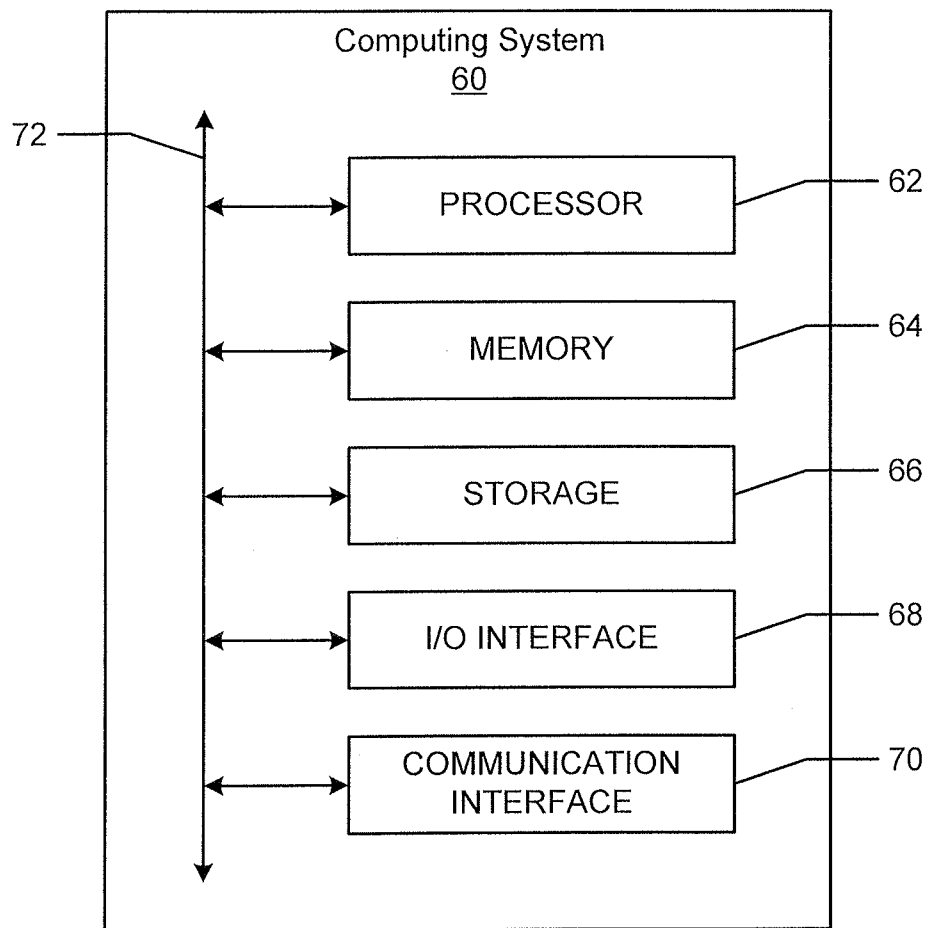 Computing System
60
72
PROCESSOR
62
MEMORY
64
STORAGE
66
I/O INTERFACE
68
COMMUNICATION
INTERFACE
70